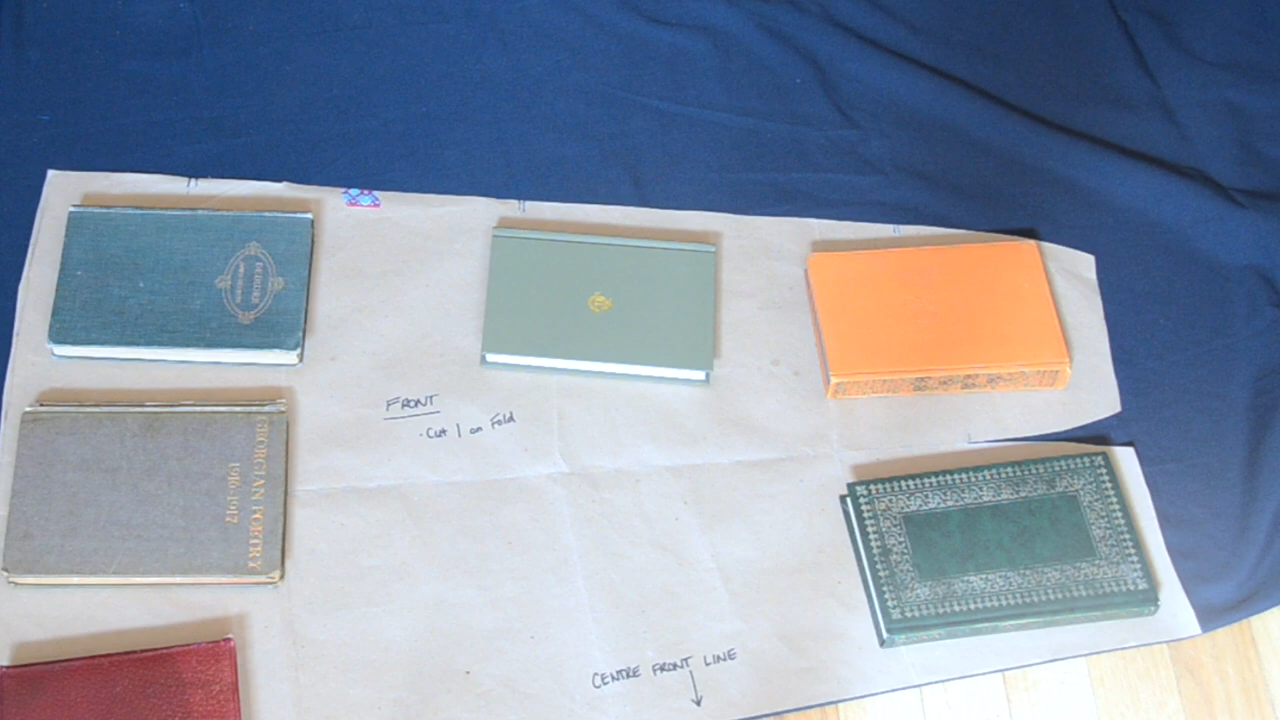 FRONT
· Cut 1 on Fold
GEORGIAN POETRY
1916-1917
CENTRE FRONT LINE